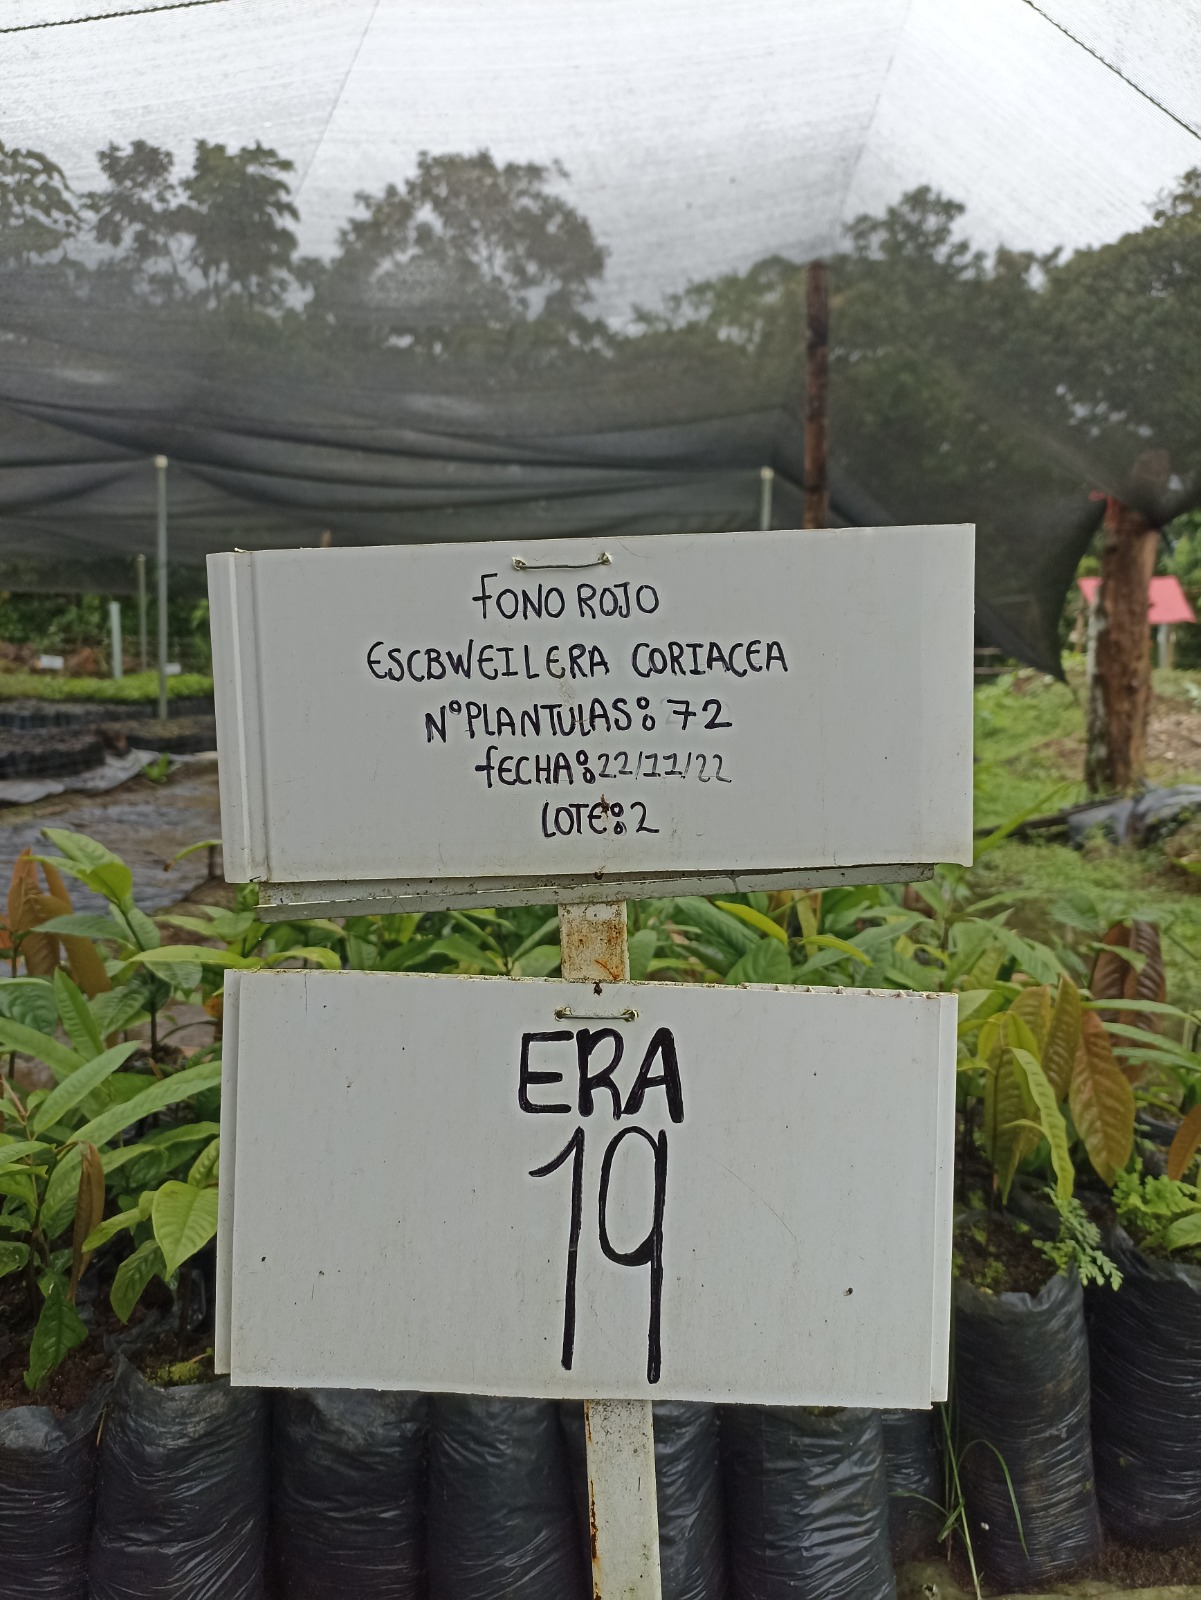 FONO ROJO
ESCBWEILERA CORIACEA
N° PLANTULAS: 72
FECHA: 22/11/22
LOTE: 2
ERA
19